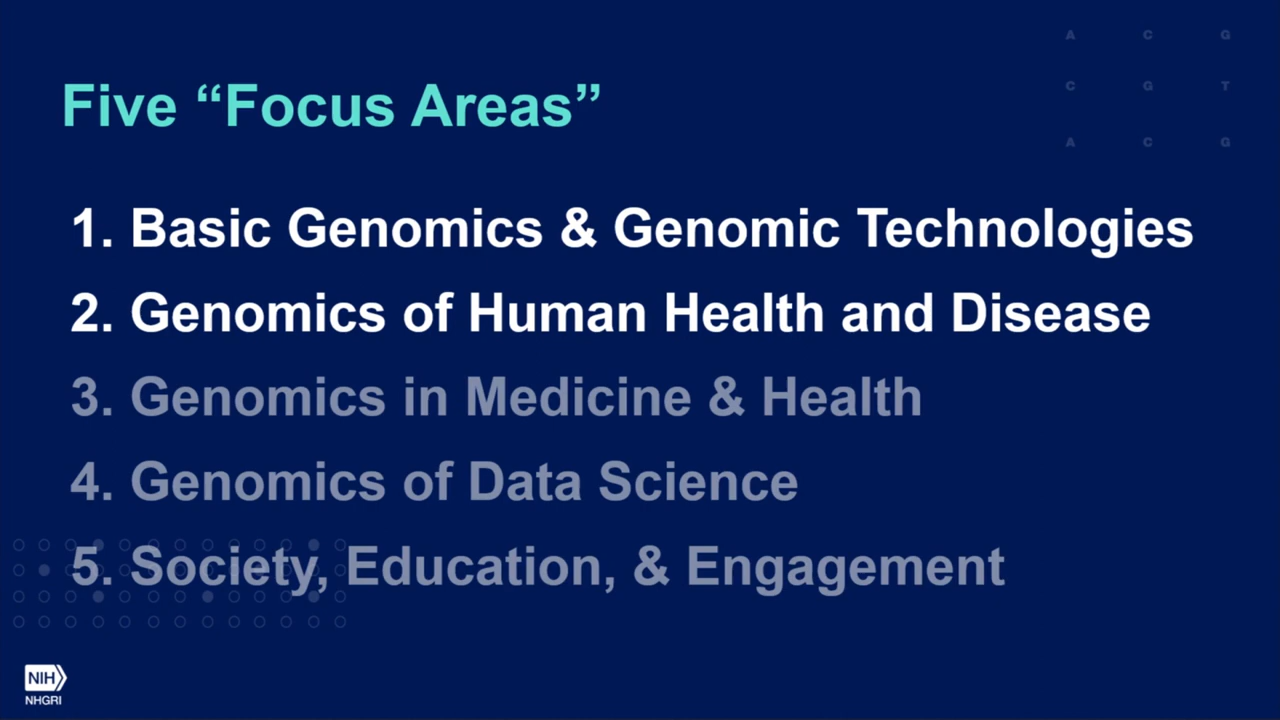 A C G
Five “Focus Areas”
C G T
A C G
1. Basic Genomics & Genomic Technologies
2. Genomics of Human Health and Disease
3. Genomics in Medicine & Health
4. Genomics of Data Science
5. Society, Education, & Engagement
NIH
NHGRI